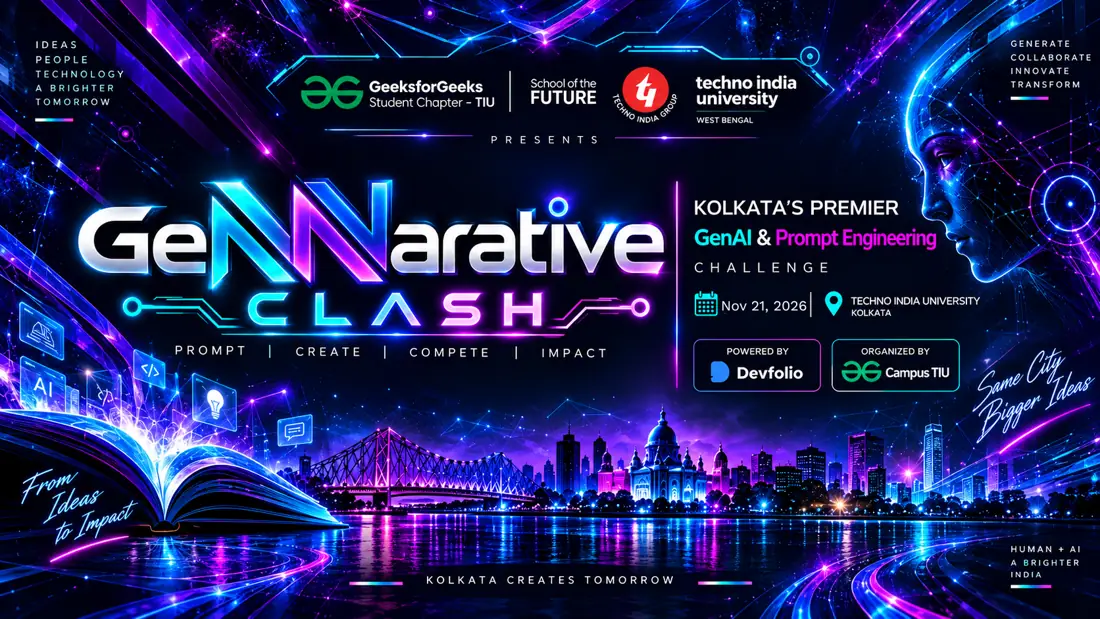 IDEAS
PEOPLE
TECHNOLOGY
A BRIGHTER
TOMORROW
GeeksforGeeks
Student Chapter - TIU
School of the
FUTURE
TECHNO INDIA GROUP
techno india
university
WEST BENGAL
GENERATE
COLLABORATE
INNOVATE
TRANSFORM
PRESENTS
GeNNarative
CLASH
PROMPT | CREATE | COMPETE | IMPACT
KOLKATA'S PREMIER
GenAI & Prompt Engineering
CHALLENGE
Nov 21, 2026
TECHNO INDIA UNIVERSITY
KOLKATA
POWERED BY
Devfolio
ORGANIZED BY
Campus TIU
AI
</>
</>
Same City
Bigger Ideas
From
Ideas
to Impact
KOLKATA CREATES TOMORROW
HUMAN + AI
A BRIGHTER
INDIA